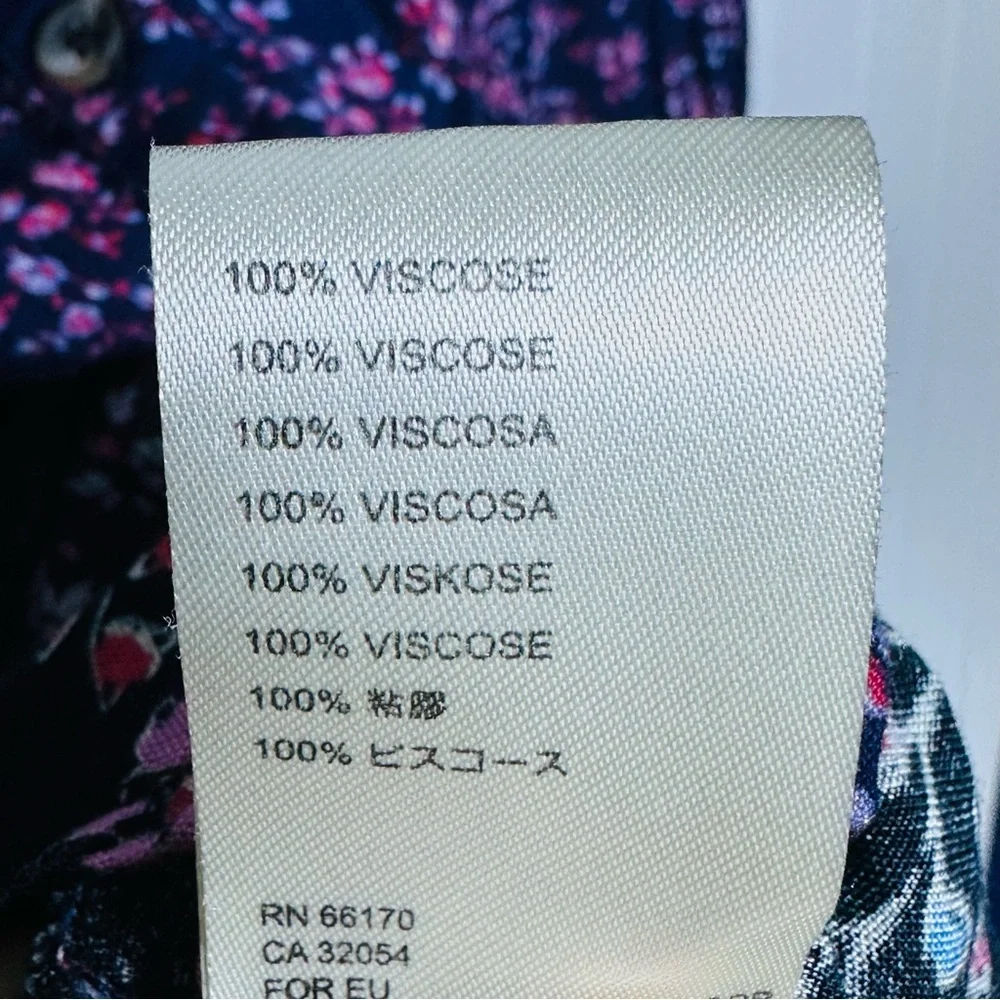 100% VISCOSE
100% VISCOSE
100% VISCOSA
100% VISCOSA
100% VISKOSE
100% VISCOSE
100% 粘膠
100% ビスコース
RN 66170
CA 32054
FOR EU